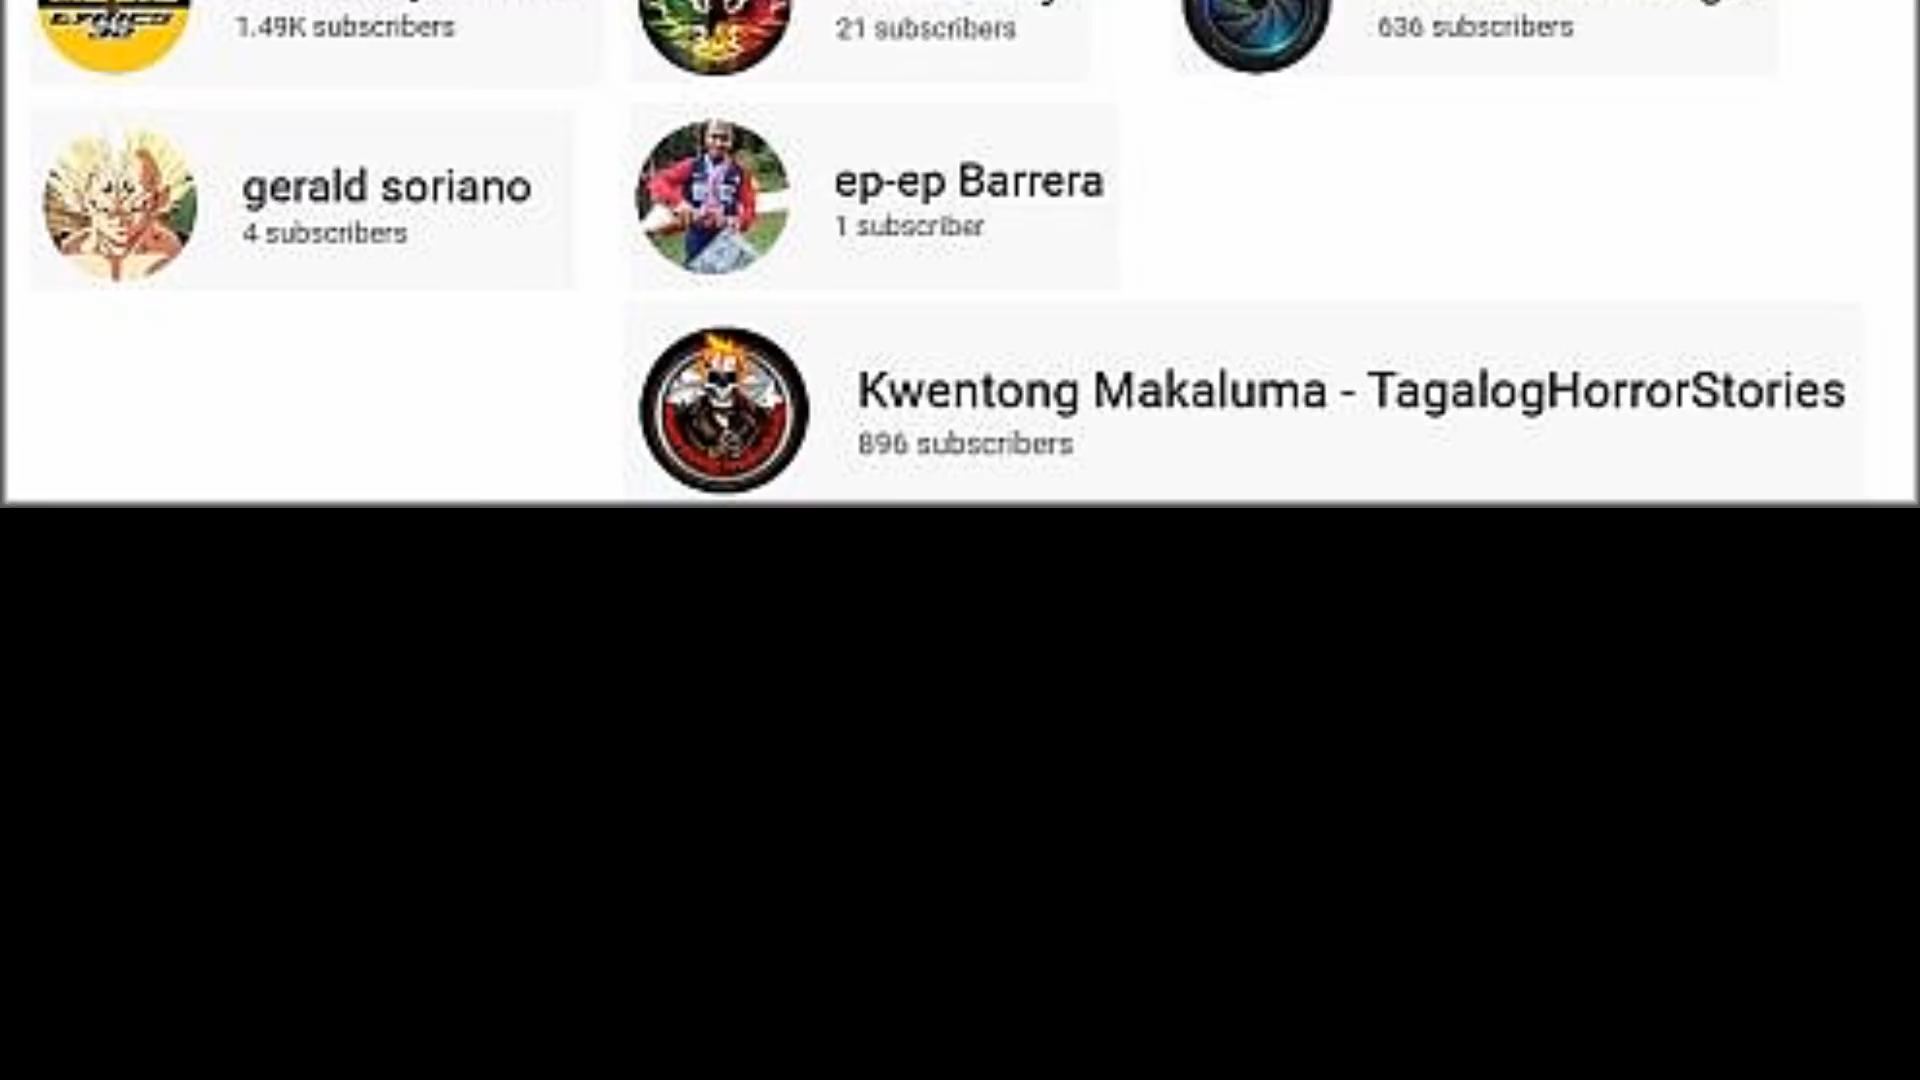 LYRICS
1.49K subscribers
21 subscribers
636 subscribers
gerald soriano
4 subscribers
ep-ep Barrera
1 subscriber
Kwentong Makaluma - TagalogHorrorStories
896 subscribers